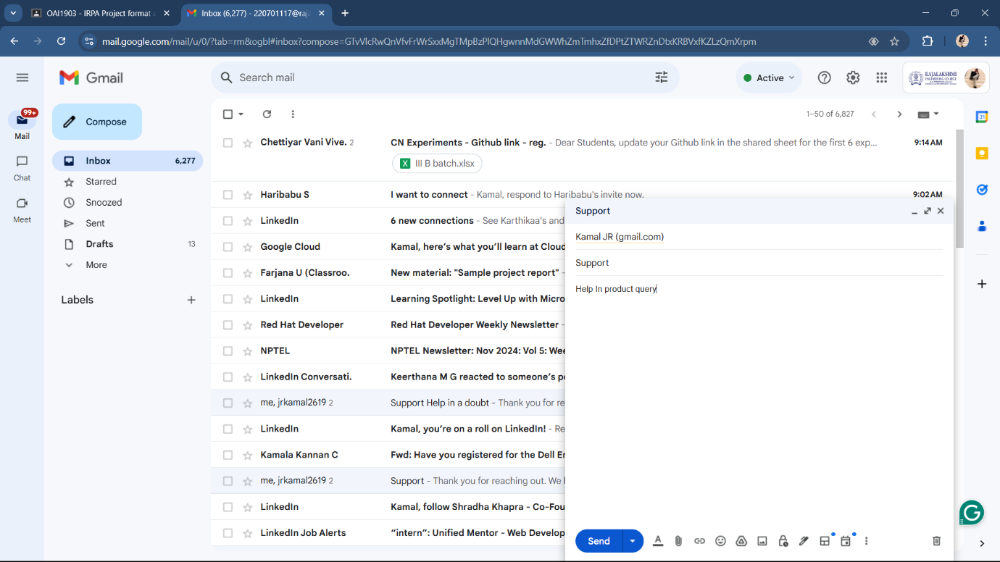 OAI1903 - IRPA Project format a
Inbox (6,277) - 220701117@raja
mail.google.com/mail/u/0/?tab=rm&ogbl#inbox?compose=GTvVlcRwQnVfvFrWrSxxMgTMpBzPlQHgwnnMdGWWhZmTmhxZfDPtZTWRZnDtxKRBVxfKZLzQmXrpm
Gmail
Search mail
Active
RAJALAKSHMI
ENGINEERING COLLEGE
99+
Mail
Chat
Meet
Compose
Inbox 6,277
Starred
Snoozed
Sent
Drafts 13
More
Labels
1–50 of 6,827
Chettiyar Vani Vive. 2 CN Experiments - Github link - reg. - Dear Students, update your Github link in the shared sheet for the first 6 exp... 9:14 AM
III B batch.xlsx
Haribabu S I want to connect - Kamal, respond to Haribabu's invite now. 9:02 AM
LinkedIn 6 new connections - See Karthikaa's and
Google Cloud Kamal, here's what you'll learn at Cloud
Farjana U (Classroo. New material: "Sample project report" -
LinkedIn Learning Spotlight: Level Up with Micro
Red Hat Developer Red Hat Developer Weekly Newsletter -
NPTEL NPTEL Newsletter: Nov 2024: Vol 5: Wee
LinkedIn Conversati. Keerthana M G reacted to someone's po
me, jrkamal2619 2 Support Help in a doubt - Thank you for re
LinkedIn Kamal, you're on a roll on LinkedIn! - Re
Kamala Kannan C Fwd: Have you registered for the Dell En
me, jrkamal2619 2 Support - Thank you for reaching out. We h
LinkedIn Kamal, follow Shradha Khapra - Co-Fou
LinkedIn Job Alerts “intern”: Unified Mentor - Web Develop
Support
Kamal JR (gmail.com)
Support
Help In product query
Send
31